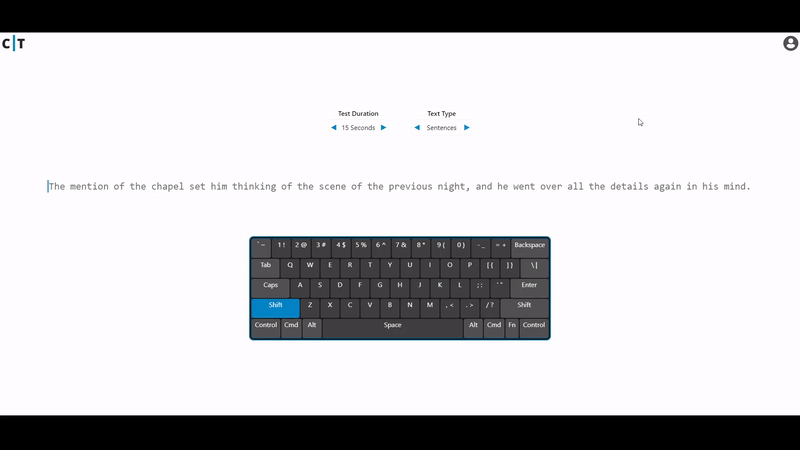 C|T
Test Duration Text Type
15 Seconds Sentences
The mention of the chapel set him thinking of the scene of the previous night, and he went over all the details again in his mind.
` ~ 1 ! 2 @ 3 # 4 $ 5 % 6 ^ 7 & 8 * 9 ( 0 ) - _ = + Backspace
Tab Q W E R T Y U I O P [ { ] } \ |
Caps A S D F G H J K L ; : ' " Enter
Shift Z X C V B N M , < . > / ? Shift
Control Cmd Alt Space Alt Cmd Fn Control